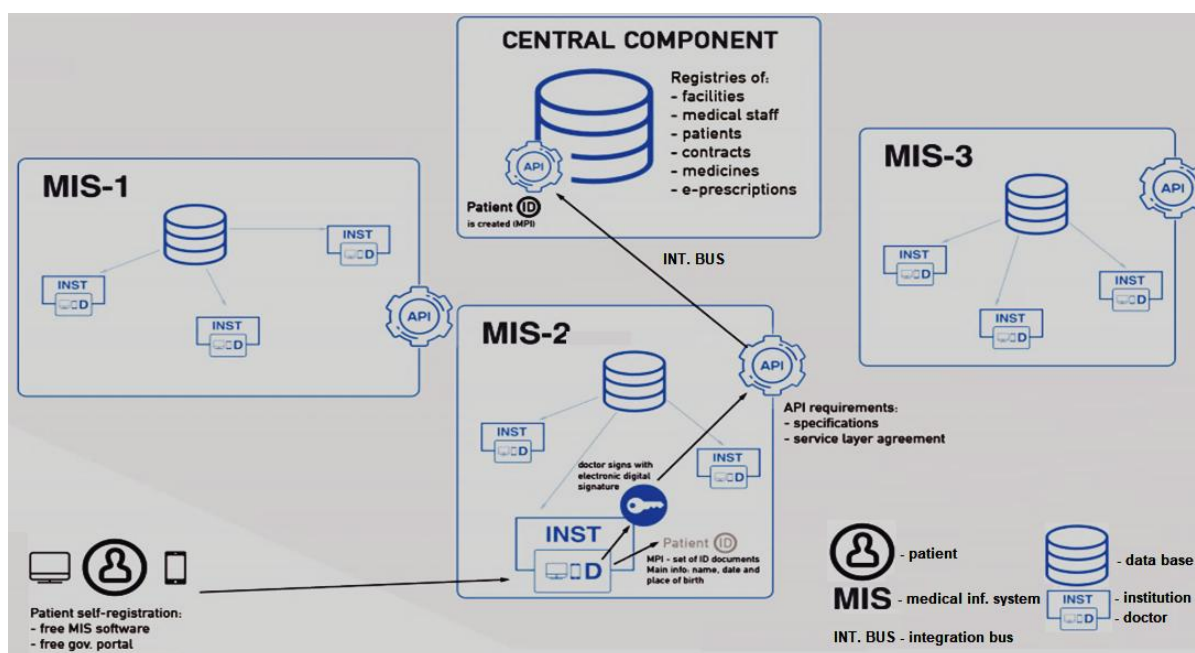 CENTRAL COMPONENT
Registries of:
- facilities
- medical staff
- patients
- contracts
- medicines
- e-prescriptions
API
Patient ID
is created (MPI)
INT. BUS
MIS-1
INST
D
INST
D
INST
D
API
MIS-3
API
INST
D
INST
D
INST
D
MIS-2
API
API requirements:
- specifications
- service layer agreement
INST
D
INST
D
doctor signs with
electronic digital
signature
INST
D
Patient ID
MPI - set of ID documents
Main info: name, date and
place of birth
Patient self-registration:
- free MIS software
- free gov. portal
- patient
MIS - medical inf. system
INT. BUS - integration bus
- data base
INST - institution
D - doctor